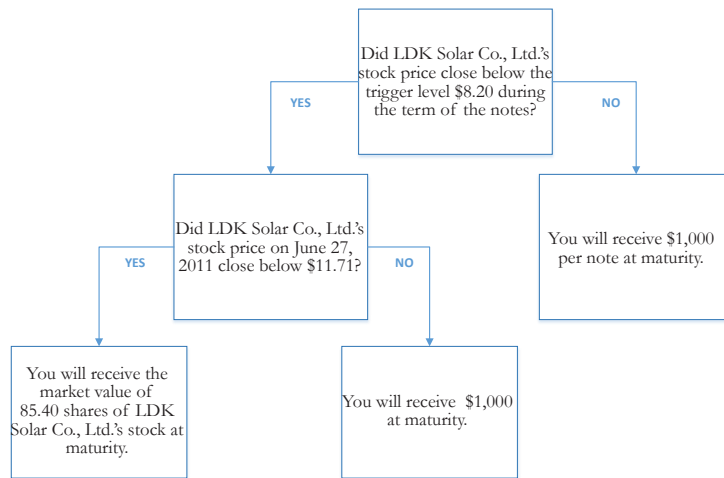 Did LDK Solar Co., Ltd.'s
stock price close below the
trigger level $8.20 during
the term of the notes?
YES
NO
Did LDK Solar Co., Ltd.'s
stock price on June 27,
2011 close below $11.71?
You will receive $1,000
per note at maturity.
YES
NO
You will receive the
market value of
85.40 shares of LDK
Solar Co., Ltd.'s stock at
maturity.
You will receive $1,000
at maturity.